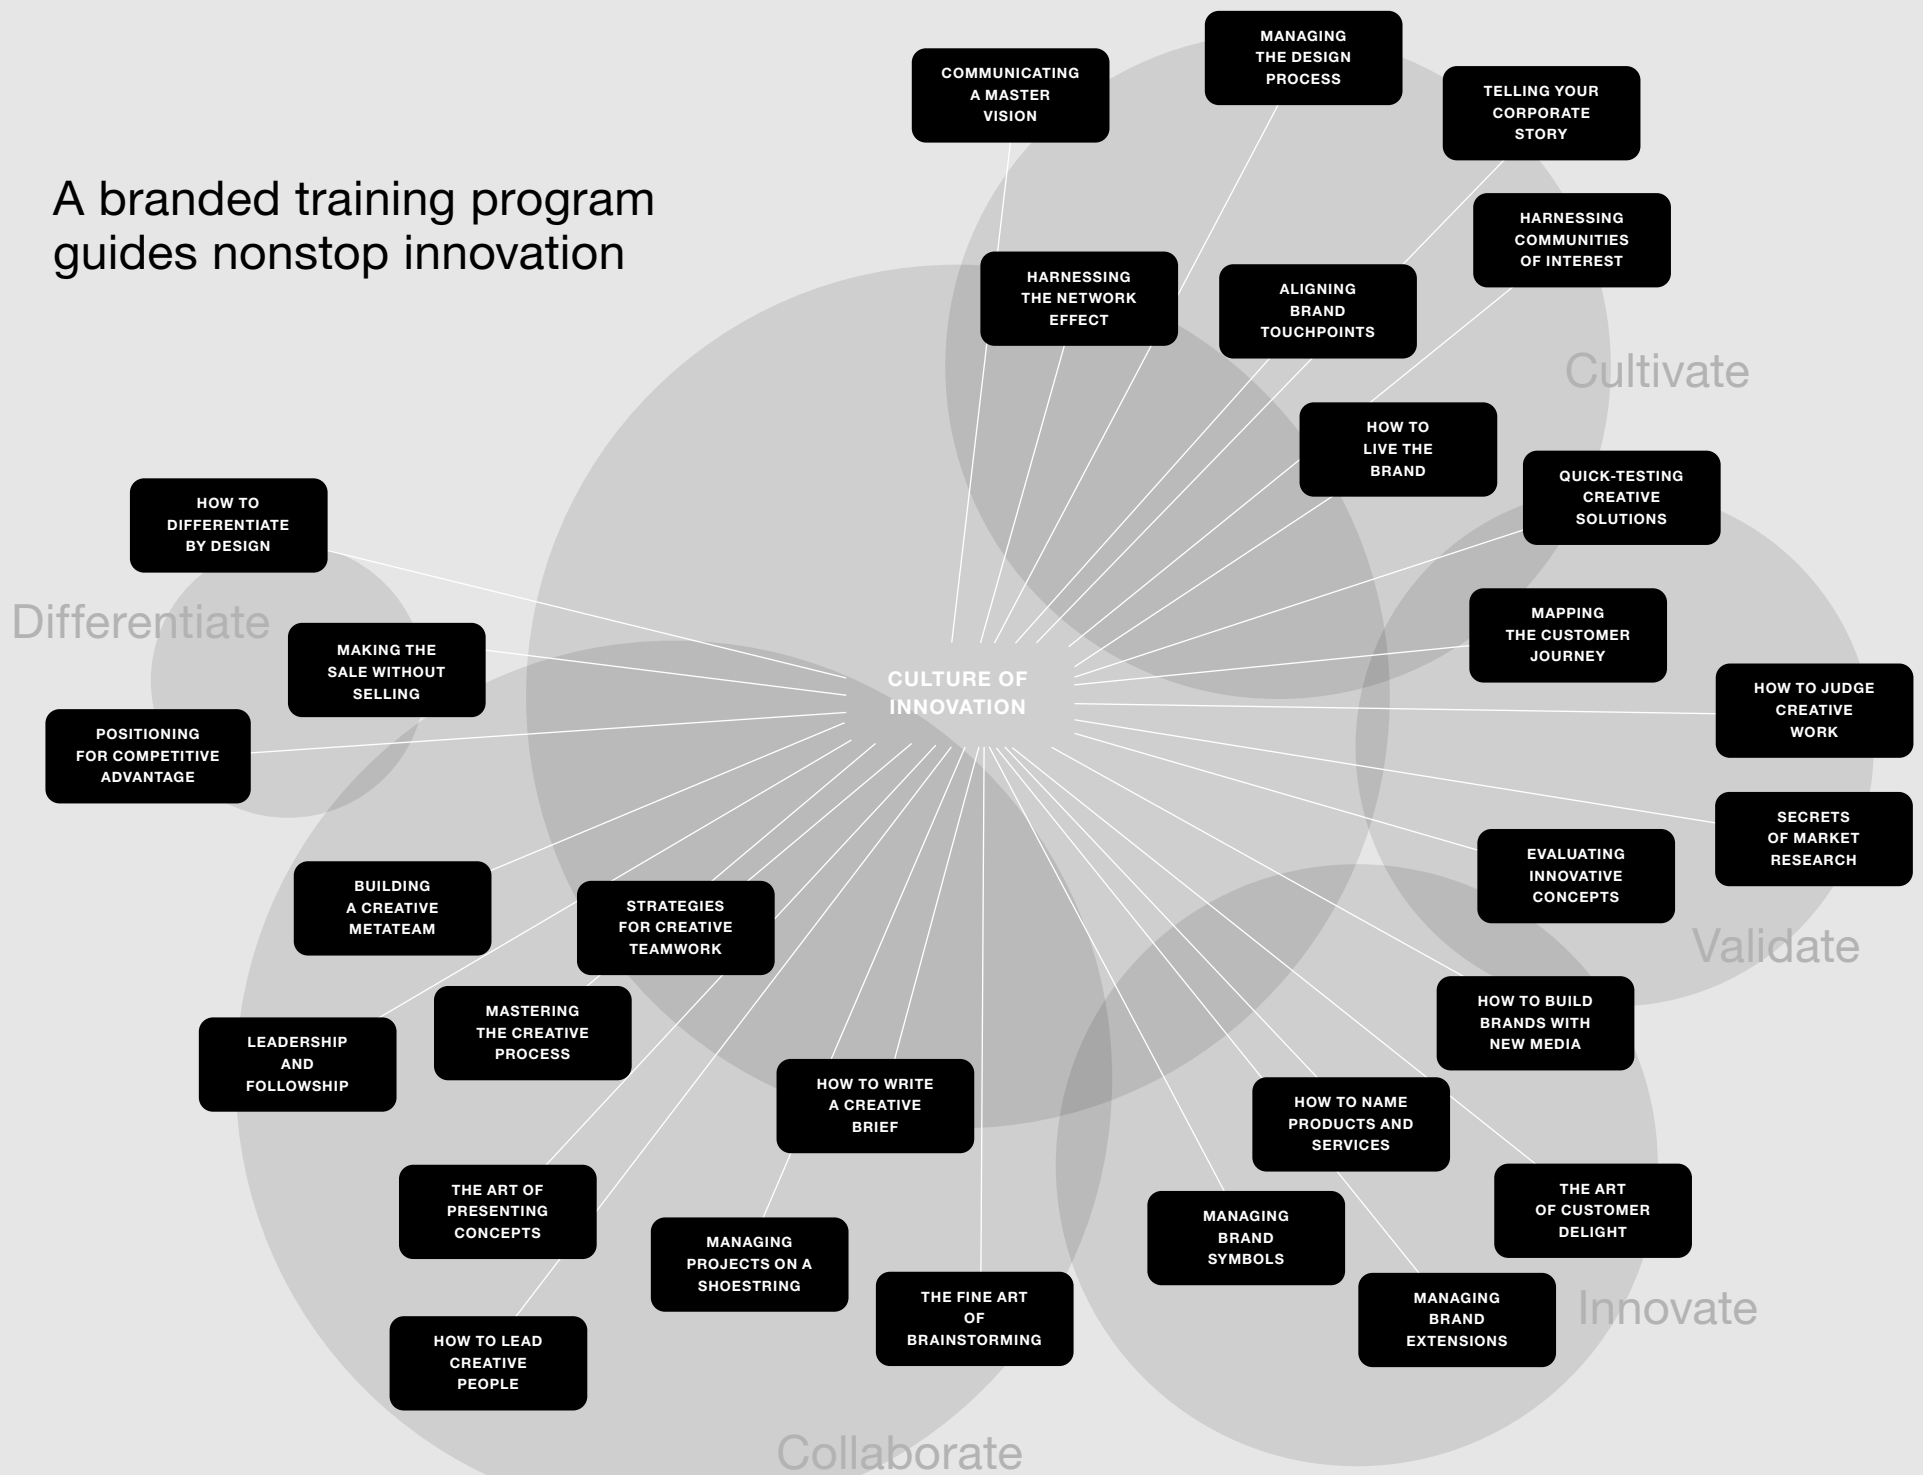 A branded training program
guides nonstop innovation
COMMUNICATING
A MASTER
VISION
MANAGING
THE DESIGN
PROCESS
TELLING YOUR
CORPORATE
STORY
HARNESSING
COMMUNITIES
OF INTEREST
HARNESSING
THE NETWORK
EFFECT
ALIGNING
BRAND
TOUCHPOINTS
Cultivate
HOW TO
LIVE THE
BRAND
QUICK-TESTING
CREATIVE
SOLUTIONS
HOW TO
DIFFERENTIATE
BY DESIGN
Differentiate
MAKING THE
SALE WITHOUT
SELLING
POSITIONING
FOR COMPETITIVE
ADVANTAGE
CULTURE OF
INNOVATION
MAPPING
THE CUSTOMER
JOURNEY
HOW TO JUDGE
CREATIVE
WORK
SECRETS
OF MARKET
RESEARCH
EVALUATING
INNOVATIVE
CONCEPTS
Validate
BUILDING
A CREATIVE
METATEAM
STRATEGIES
FOR CREATIVE
TEAMWORK
LEADERSHIP
AND
FOLLOWSHIP
MASTERING
THE CREATIVE
PROCESS
HOW TO WRITE
A CREATIVE
BRIEF
HOW TO BUILD
BRANDS WITH
NEW MEDIA
HOW TO NAME
PRODUCTS AND
SERVICES
THE ART OF
PRESENTING
CONCEPTS
MANAGING
PROJECTS ON A
SHOESTRING
THE FINE ART
OF
BRAINSTORMING
MANAGING
BRAND
SYMBOLS
THE ART
OF CUSTOMER
DELIGHT
MANAGING
BRAND
EXTENSIONS
Innovate
HOW TO LEAD
CREATIVE
PEOPLE
Collaborate